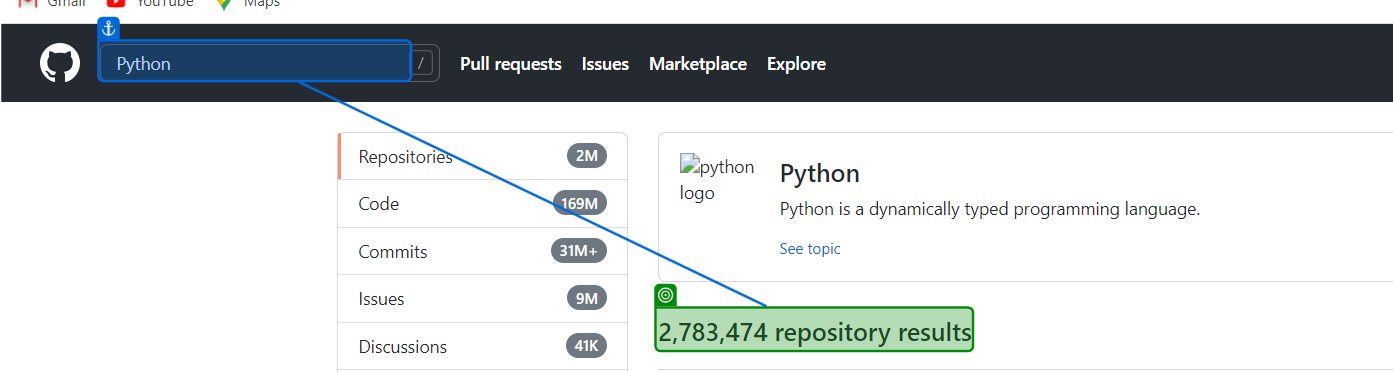 Gmail YouTube Maps
Python / Pull requests Issues Marketplace Explore
Repositories 2M
Code 169M
Commits 31M+
Issues 9M
Discussions 41K
python logo
Python
Python is a dynamically typed programming language.
See topic
2,783,474 repository results